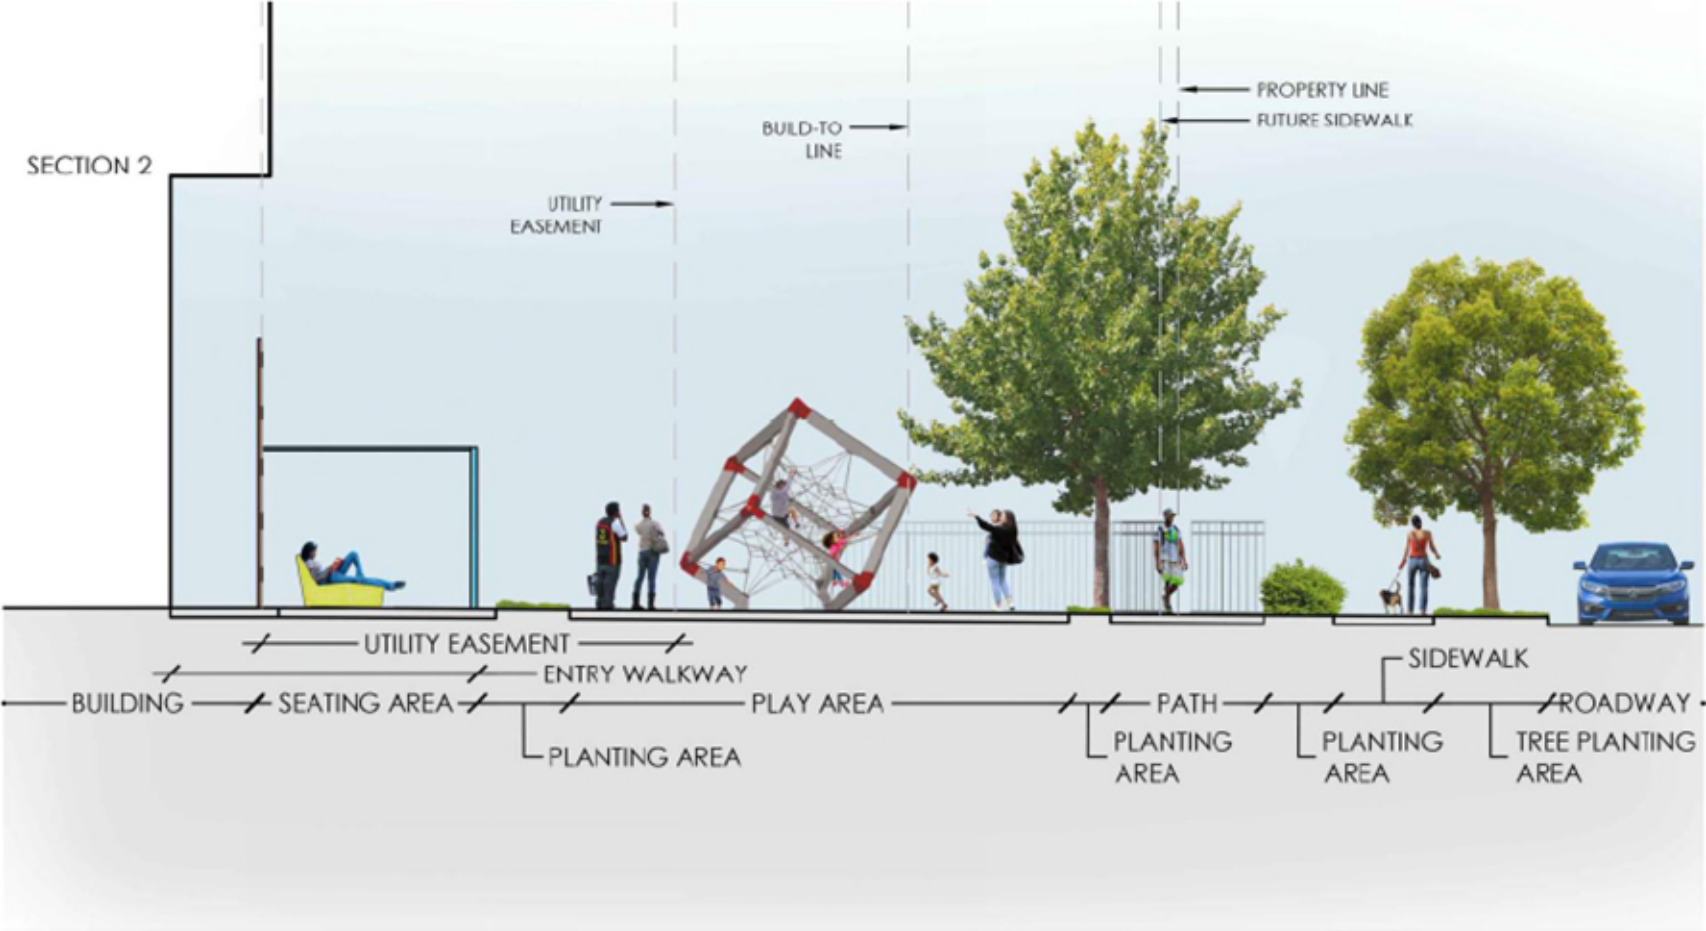 PROPERTY LINE
FUTURE SIDEWALK
BUILD-TO
LINE
SECTION 2
UTILITY
EASEMENT
UTILITY EASEMENT
SIDEWALK
ENTRY WALKWAY
BUILDING
SEATING AREA
PLAY AREA
PATH
ROADWAY
PLANTING AREA
PLANTING
AREA
PLANTING
AREA
TREE PLANTING
AREA